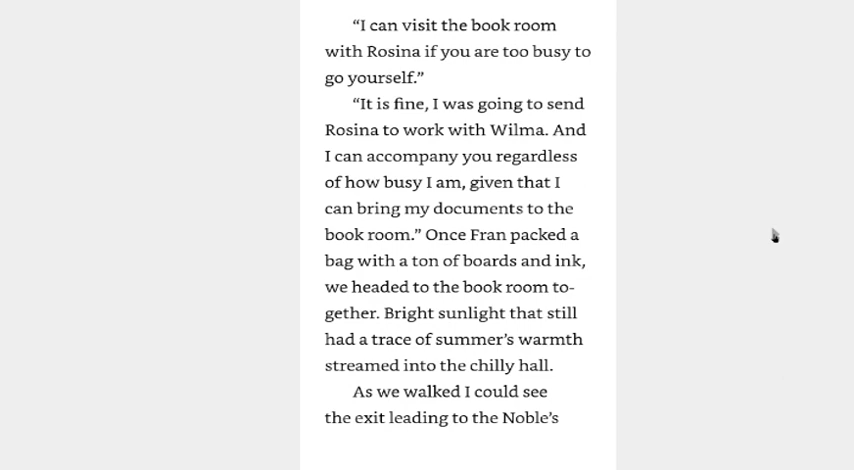 “I can visit the book room
with Rosina if you are too busy to
go yourself.”
“It is fine, I was going to send
Rosina to work with Wilma. And
I can accompany you regardless
of how busy I am, given that I
can bring my documents to the
book room.” Once Fran packed a
bag with a ton of boards and ink,
we headed to the book room to-
gether. Bright sunlight that still
had a trace of summer’s warmth
streamed into the chilly hall.
As we walked I could see
the exit leading to the Noble’s